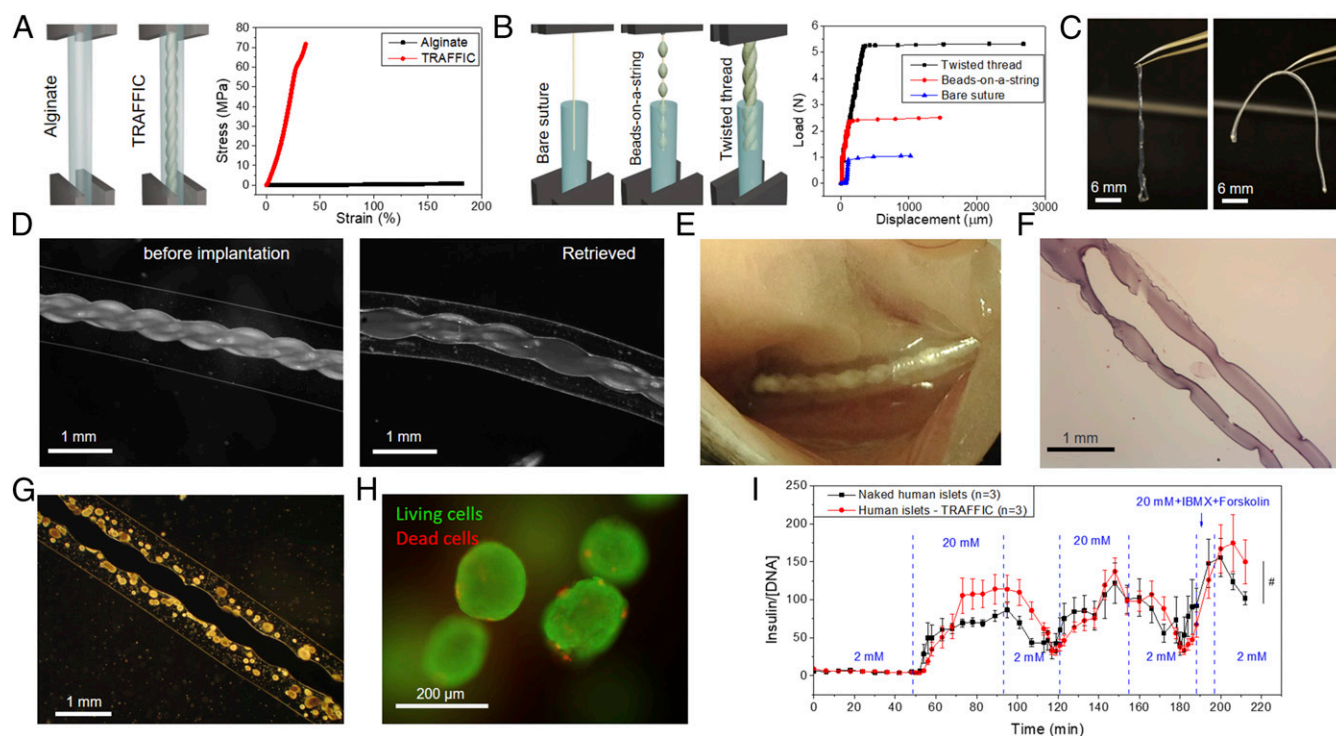 A
Alginate
TRAFFIC
Stress (MPa)
80
70
60
50
40
30
20
10
0
Alginate
TRAFFIC
0 50 100 150 200
Strain (%)
B
Bare suture
Beads-on-a-string
Twisted thread
Load (N)
6
5
4
3
2
1
0
Twisted thread
Beads-on-a-string
Bare suture
0 600 1200 1800 2400 3000
Displacement (μm)
C
6 mm
6 mm
D
before implantation
1 mm
Retrieved
1 mm
E
F
1 mm
G
1 mm
H
Living cells
Dead cells
200 μm
I
Insulin/[DNA]
250
200
150
100
50
0
Naked human islets (n=3)
Human islets - TRAFFIC (n=3)
20 mM+IBMX+Forskolin
20 mM
20 mM
#
2 mM
2 mM
2 mM
2 mM
0 20 40 60 80 100 120 140 160 180 200 220
Time (min)